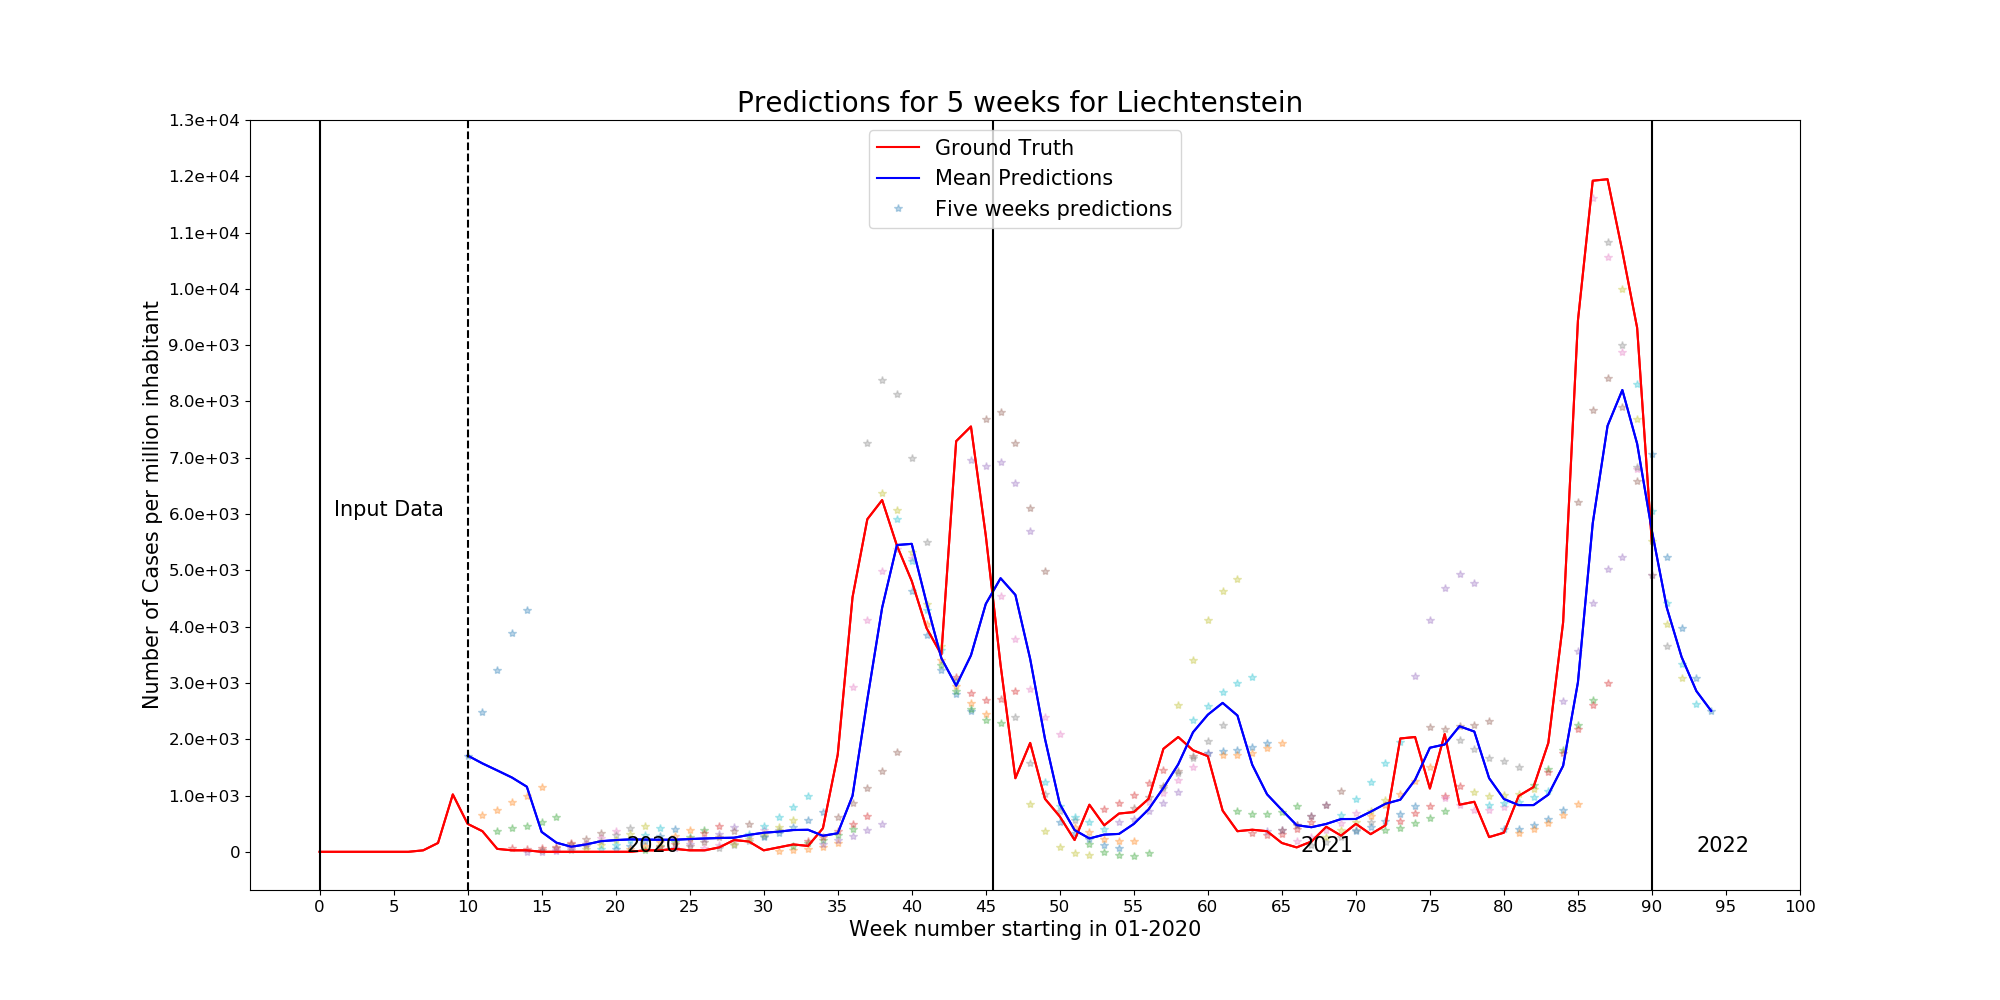 Predictions for 5 weeks for Liechtenstein
1.3e+04
1.2e+04
1.1e+04
1.0e+04
9.0e+03
8.0e+03
7.0e+03
6.0e+03
5.0e+03
4.0e+03
3.0e+03
2.0e+03
1.0e+03
0
Number of Cases per million inhabitant
Ground Truth
Mean Predictions
Five weeks predictions
Input Data
2020 2021 2022
0 5 10 15 20 25 30 35 40 45 50 55 60 65 70 75 80 85 90 95 100
Week number starting in 01-2020